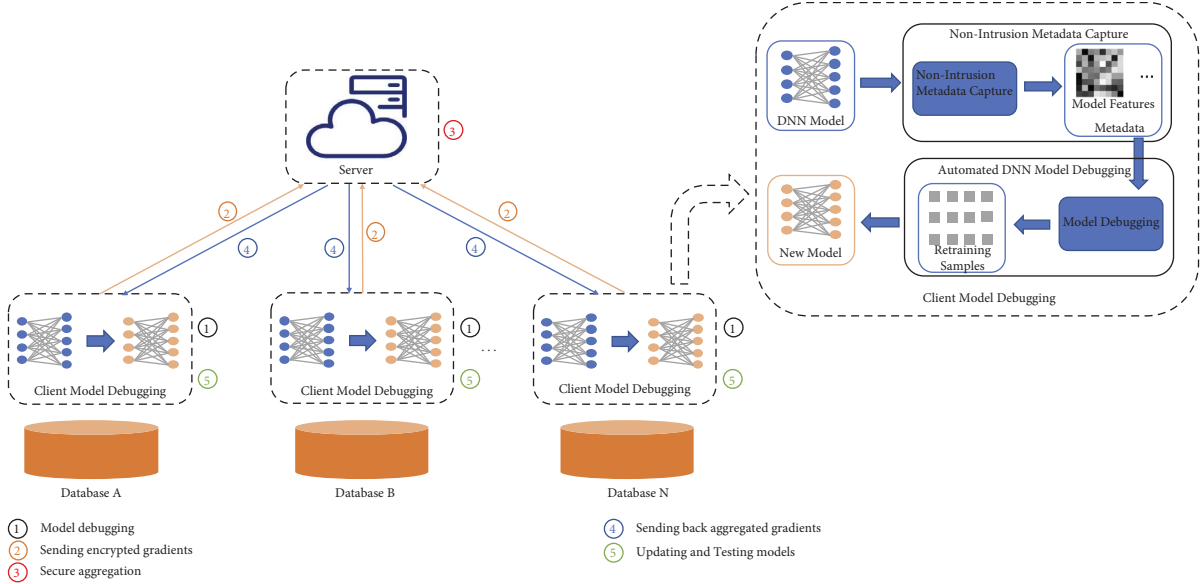 Server
3
2
4
4
2
2
4
Client Model Debugging
1
5
Client Model Debugging
1
5
...
Client Model Debugging
1
5
Database A
Database B
Database N
Non-Intrusion Metadata Capture
DNN Model
Non-Intrusion
Metadata Capture
...
Model Features
Metadata
Automated DNN Model Debugging
New Model
Retraining
Samples
Model Debugging
Client Model Debugging
1 Model debugging
2 Sending encrypted gradients
3 Secure aggregation
4 Sending back aggregated gradients
5 Updating and Testing models